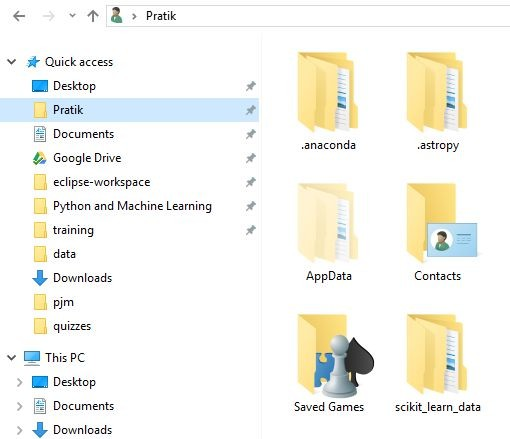 Pratik
Quick access
Desktop
Pratik
Documents
Google Drive
eclipse-workspace
Python and Machine Learning
training
data
Downloads
pjm
quizzes
This PC
Desktop
Documents
Downloads
.anaconda
.astropy
AppData
Contacts
Saved Games
scikit_learn_data